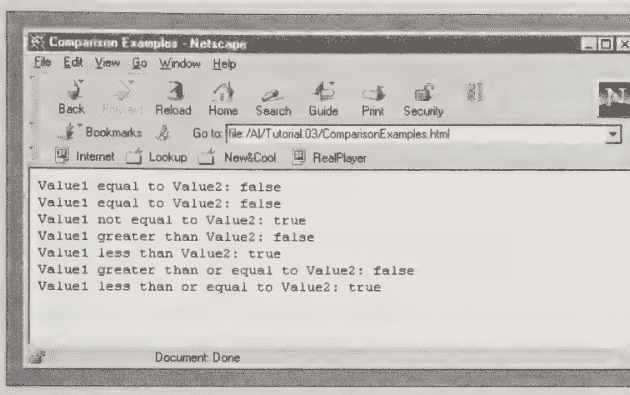 Comparison Examples - Netscape
File Edit View Go Window Help
Back Forward Reload Home Search Guide Print Security
N
Bookmarks Go to: file:/A|/Tutorial.03/ComparisonExamples.html
Internet Lookup New&Cool RealPlayer
Value1 equal to Value2: false
Value1 equal to Value2: false
Value1 not equal to Value2: true
Value1 greater than Value2: false
Value1 less than Value2: true
Value1 greater than or equal to Value2: false
Value1 less than or equal to Value2: true
Document: Done